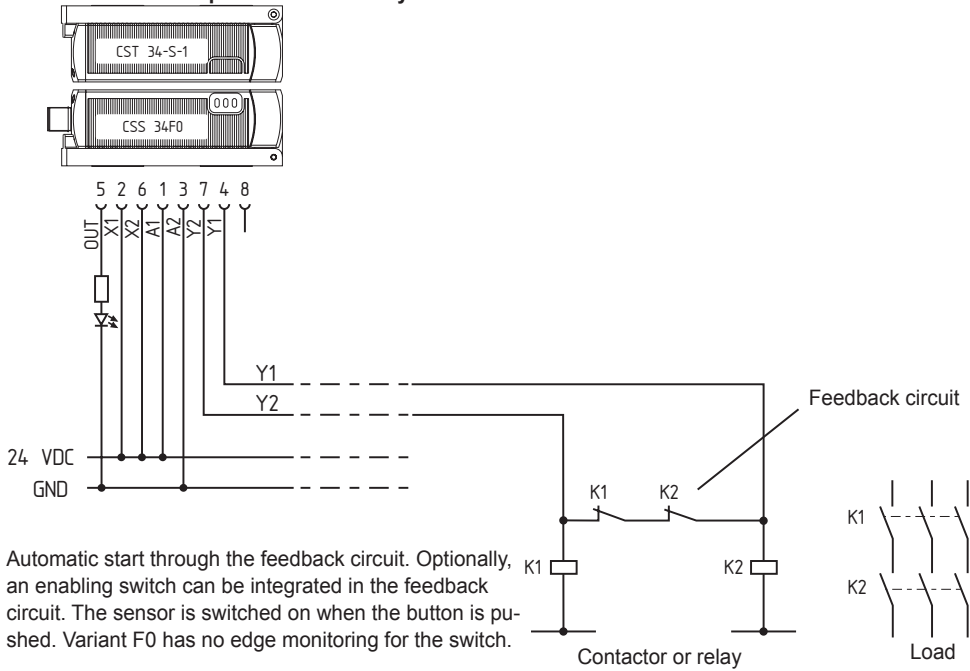 CST 34-S-1
000
CSS 34F0
5 2 6 1 3 7 4 8
OUT X1 X2 A1 A2 Y2 Y1
Y1
Y2
Feedback circuit
24 VDC
GND
K1 K2
K1
K2
K1
K2
Automatic start through the feedback circuit. Optionally,
an enabling switch can be integrated in the feedback
circuit. The sensor is switched on when the button is pu-
shed. Variant F0 has no edge monitoring for the switch.
Contactor or relay
Load